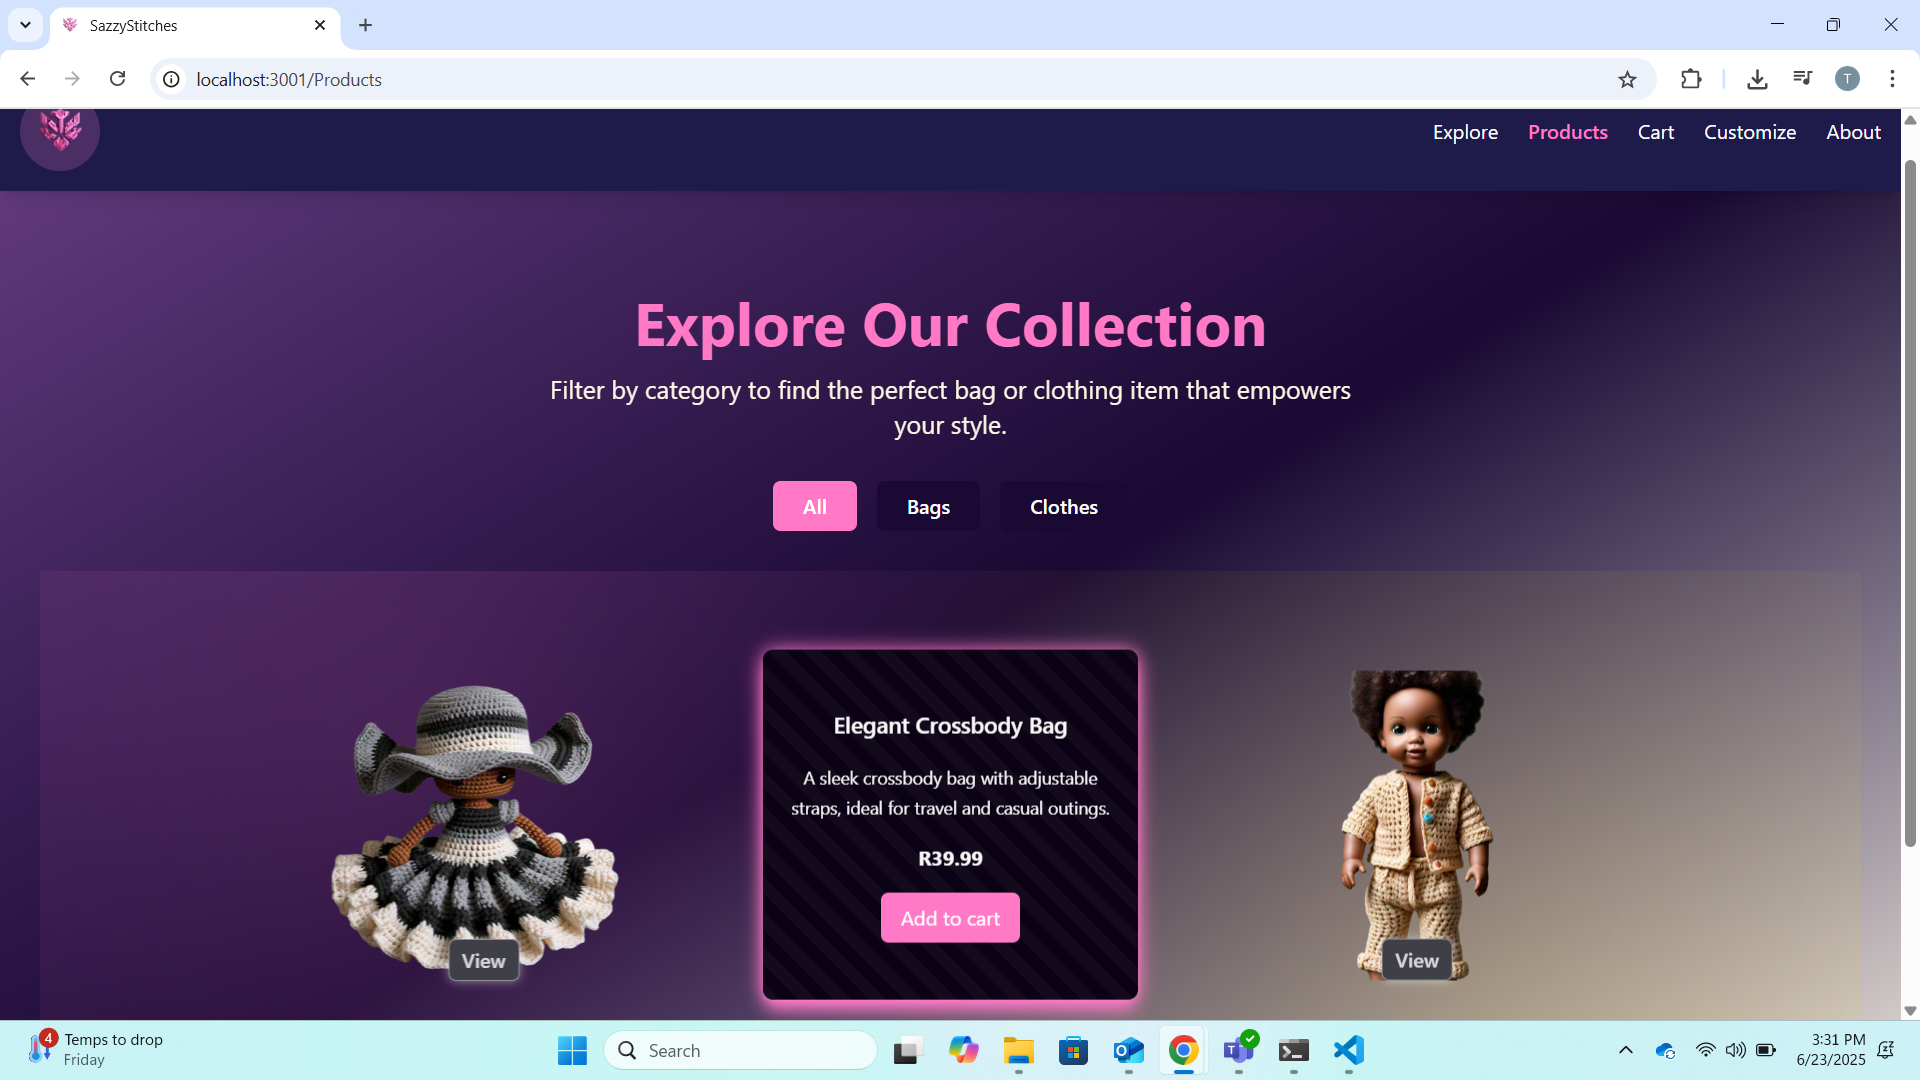 SazzyStitches
localhost:3001/Products
T
Explore Products Cart Customize About
Explore Our Collection
Filter by category to find the perfect bag or clothing item that empowers
your style.
All Bags Clothes
Elegant Crossbody Bag
A sleek crossbody bag with adjustable
straps, ideal for travel and casual outings.
R39.99
Add to cart
View
View
4
Temps to drop
Friday
Search
3:31 PM
6/23/2025